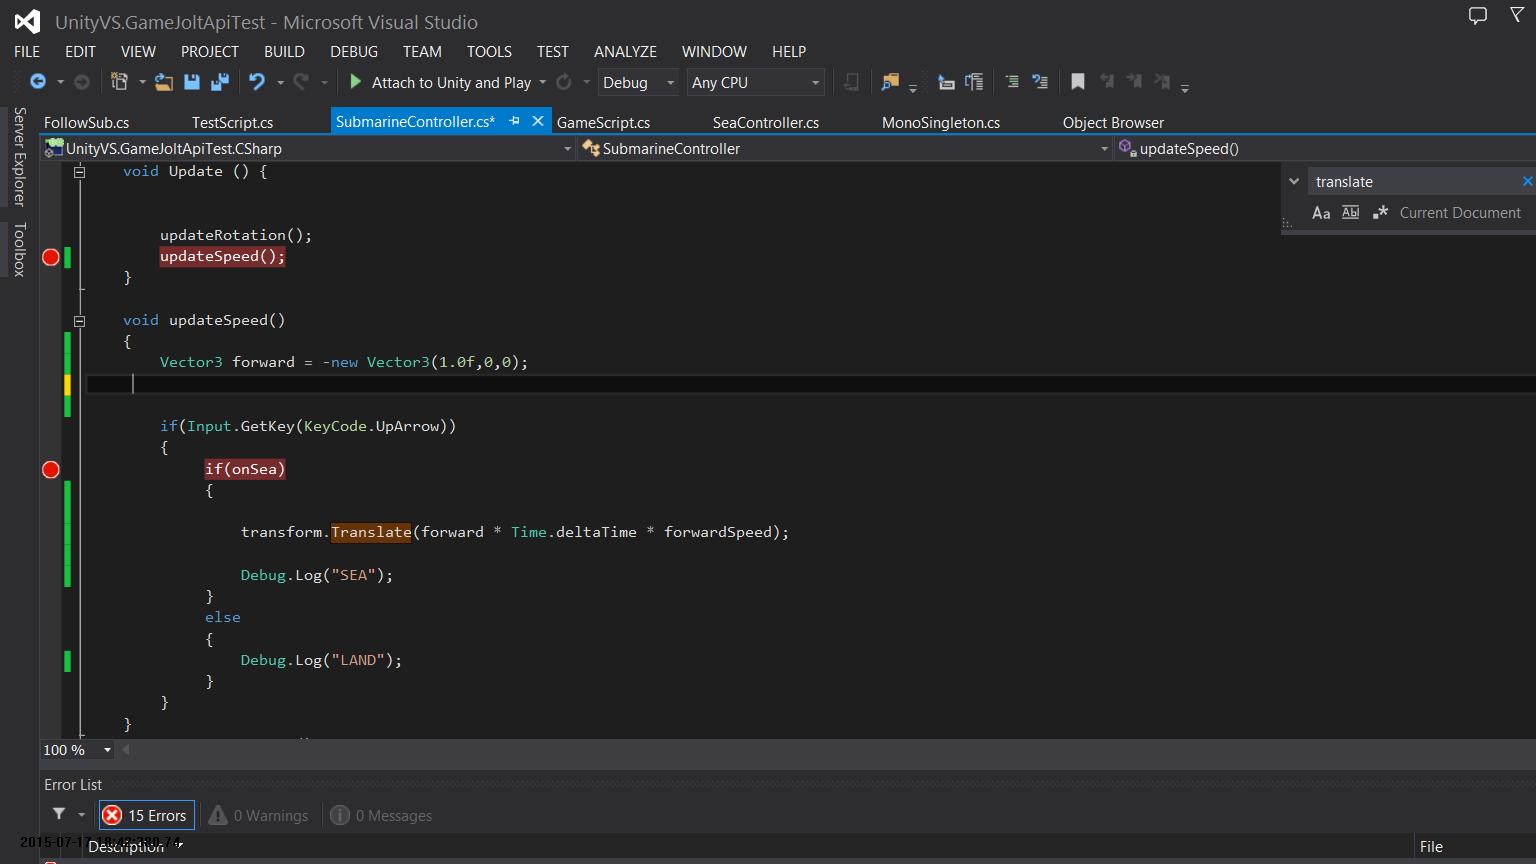 UnityVS.GameJoltApiTest - Microsoft Visual Studio
FILE EDIT VIEW PROJECT BUILD DEBUG TEAM TOOLS TEST ANALYZE WINDOW HELP
Attach to Unity and Play Debug Any CPU
Server Explorer
Toolbox
FollowSub.cs TestScript.cs SubmarineController.cs* GameScript.cs SeaController.cs MonoSingleton.cs Object Browser
UnityVS.GameJoltApiTest.CSharp SubmarineController updateSpeed()
translate
Aa Abl .* Current Document
void Update () {
updateRotation();
updateSpeed();
}
void updateSpeed()
{
Vector3 forward = -new Vector3(1.0f,0,0);
if(Input.GetKey(KeyCode.UpArrow))
{
if(onSea)
{
transform.Translate(forward * Time.deltaTime * forwardSpeed);
Debug.Log("SEA");
}
else
{
Debug.Log("LAND");
}
}
}
100 %
Error List
15 Errors 0 Warnings 0 Messages
Description File